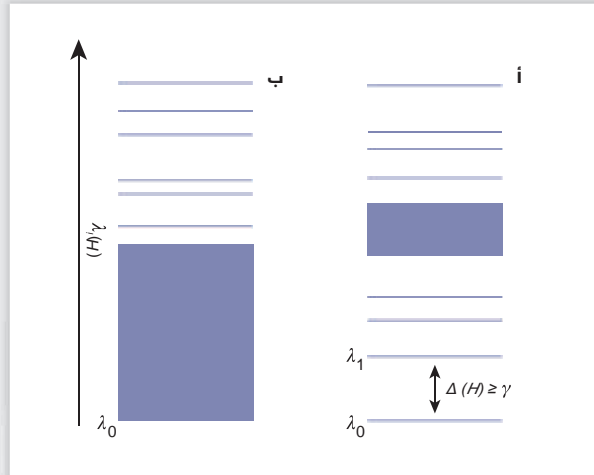 أ
ب
λᵢ(H)
λ₁
Δ (H) ≥ γ
λ₀
λ₀